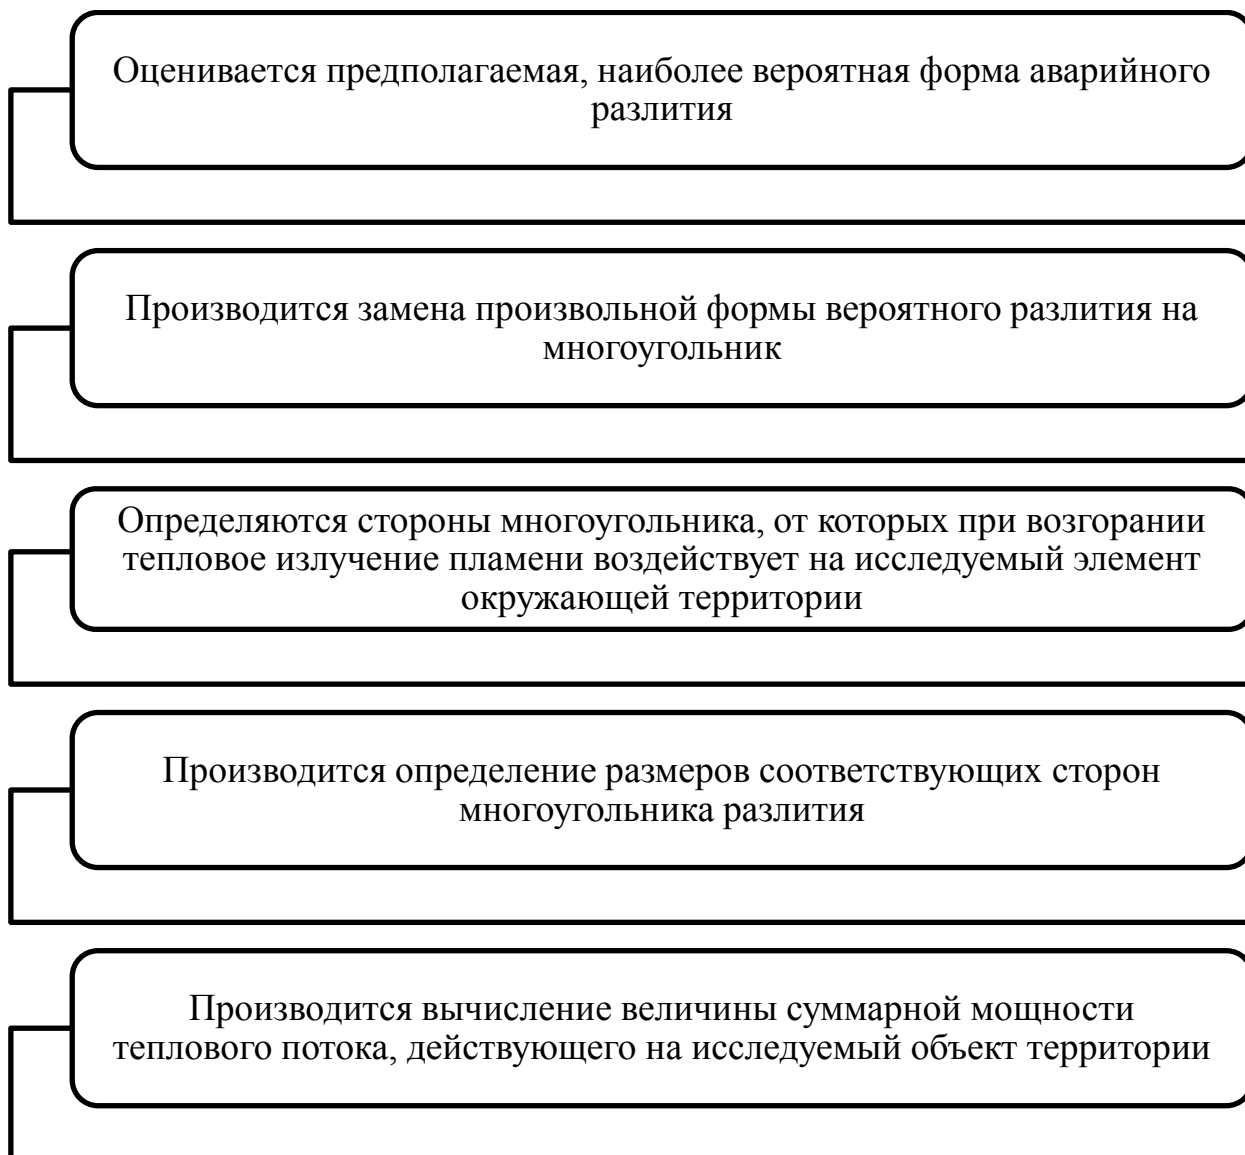 Оценивается предполагаемая, наиболее вероятная форма аварийного
разлития
Производится замена произвольной формы вероятного разлития на
многоугольник
Определяются стороны многоугольника, от которых при возгорании
тепловое излучение пламени воздействует на исследуемый элемент
окружающей территории
Производится определение размеров соответствующих сторон
многоугольника разлития
Производится вычисление величины суммарной мощности
теплового потока, действующего на исследуемый объект территории